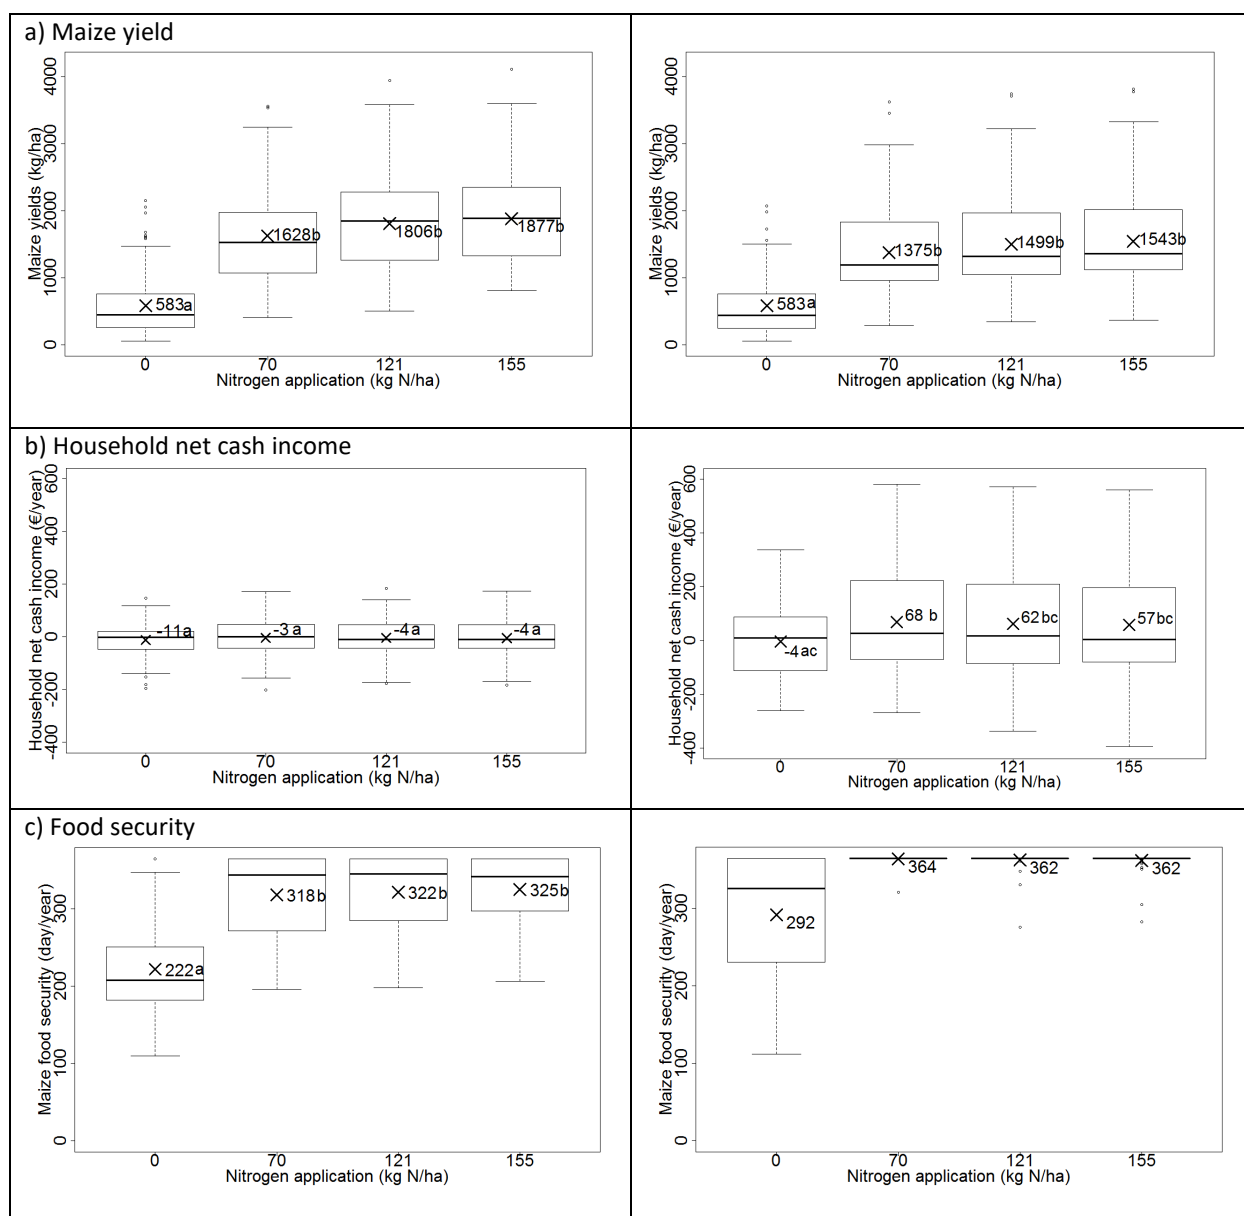 a) Maize yield
Maize yields (kg/ha)
0
1000
2000
3000
4000
583a
1628b
1806b
1877b
0
70
121
155
Nitrogen application (kg N/ha)
Maize yields (kg/ha)
0
1000
2000
3000
4000
583a
1375b
1499b
1543b
0
70
121
155
Nitrogen application (kg N/ha)
b) Household net cash income
Household net cash income (€/year)
-400
-200
0
200
400
600
-11a
-3 a
-4 a
-4 a
0
70
121
155
Nitrogen application (kg N/ha)
Household net cash income (€/year)
-400
-200
0
200
400
600
-4 ac
68 b
62 bc
57 bc
0
70
121
155
Nitrogen application (kg N/ha)
c) Food security
Maize food security (day/year)
0
100
200
300
222a
318b
322b
325b
0
70
121
155
Nitrogen application (kg N/ha)
Maize food security (day/year)
0
100
200
300
292
364
362
362
0
70
121
155
Nitrogen application (kg N/ha)